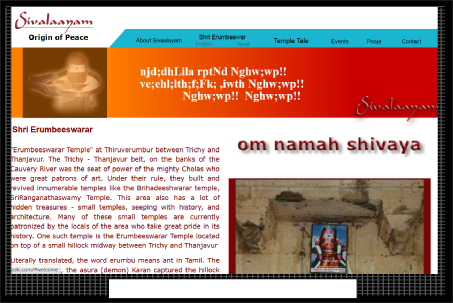 Sivalaayam
Origin of Peace
About Sivaalayam
Shri Erumbeeswar
Temple Tale
Events
Pooja
Contact
njd;dhLila rptNd Nghw;wp!!
ve;ehl;lth;f;Fk; ,iwth Nghw;wp!!
Nghw;wp!! Nghw;wp!!
Sivalaayam
Shri Erumbeeswarar
om namah shivaya
"Erumbeeswarar Temple" at Thiruverumbur between Trichy and
Thanjavur. The Trichy - Thanjavur belt, on the banks of the
Cauvery River was the seat of power of the mighty Cholas who
were great patrons of art. Under their rule, they built and
revived innumerable temples like the Brihadeeshwarar temple,
SriRanganathaswamy Temple. This area also has a lot of
hidden treasures - small temples, seeping with history, and
architecture. Many of these small temples are currently
patronized by the locals of the area who take great pride in its
history. One such temple is the Erumbeeswarar Temple located
on top of a small hillock midway between Trichy and Thanjavur
Literally translated, the word erumbu means ant in Tamil. The
, the asura (demon) Karan captured the hillock